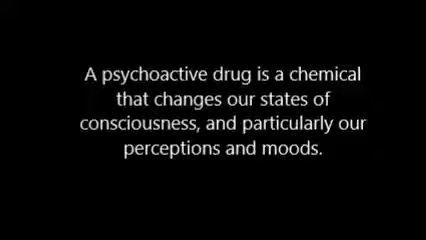 A psychoactive drug is a chemical
that changes our states of
consciousness, and particularly our
perceptions and moods.